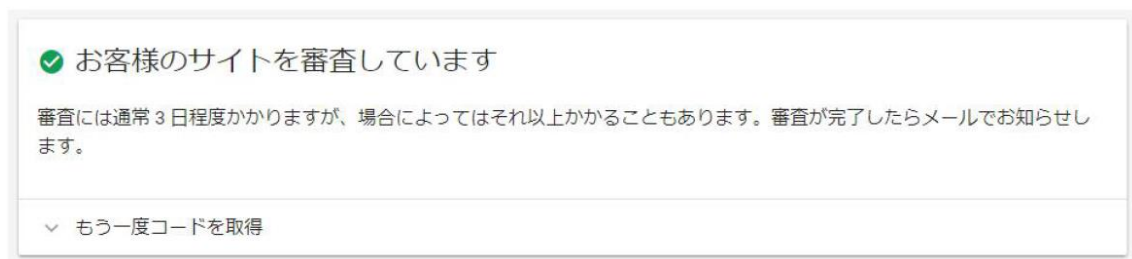 お客様のサイトを審査しています
審査には通常 3 日程度かかりますが、場合によってはそれ以上かかることもあります。審査が完了したらメールでお知らせし
ます。
もう一度コードを取得